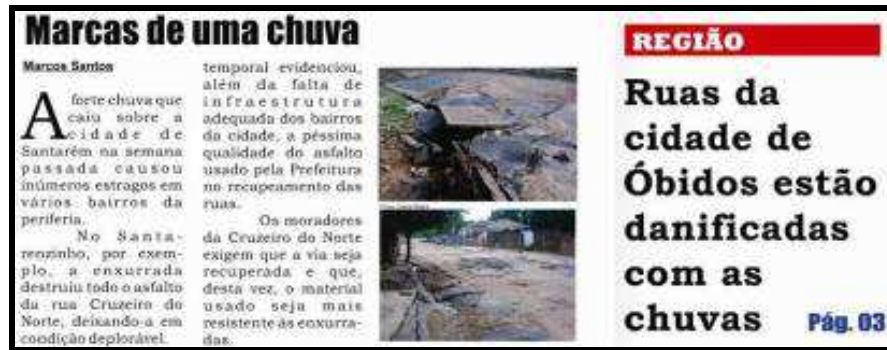 Marcas de uma chuva
Marcos Santos
A forte chuva que
caiu sobre a
cidade de
Santarém na semana
passada causou
inúmeros estragos em
vários bairros da
periferia.
No Santa-
renzinho, por exem-
plo, a enxurrada
destruiu todo o asfalto
da rua Cruzeiro do
Norte, deixando-a em
condição deplorável.
temporal evidenciou,
além da falta de
infraestrutura
adequada dos bairros
da cidade, a péssima
qualidade do asfalto
usado pela Prefeitura
no recapeamento das
ruas.
Os moradores
da Cruzeiro do Norte
exigem que a via seja
recuperada e que,
desta vez, o material
usado seja mais
resistente às enxurra-
das.
REGIÃO
Ruas da
cidade de
Óbidos estão
danificadas
com as
chuvas
Pág. 03